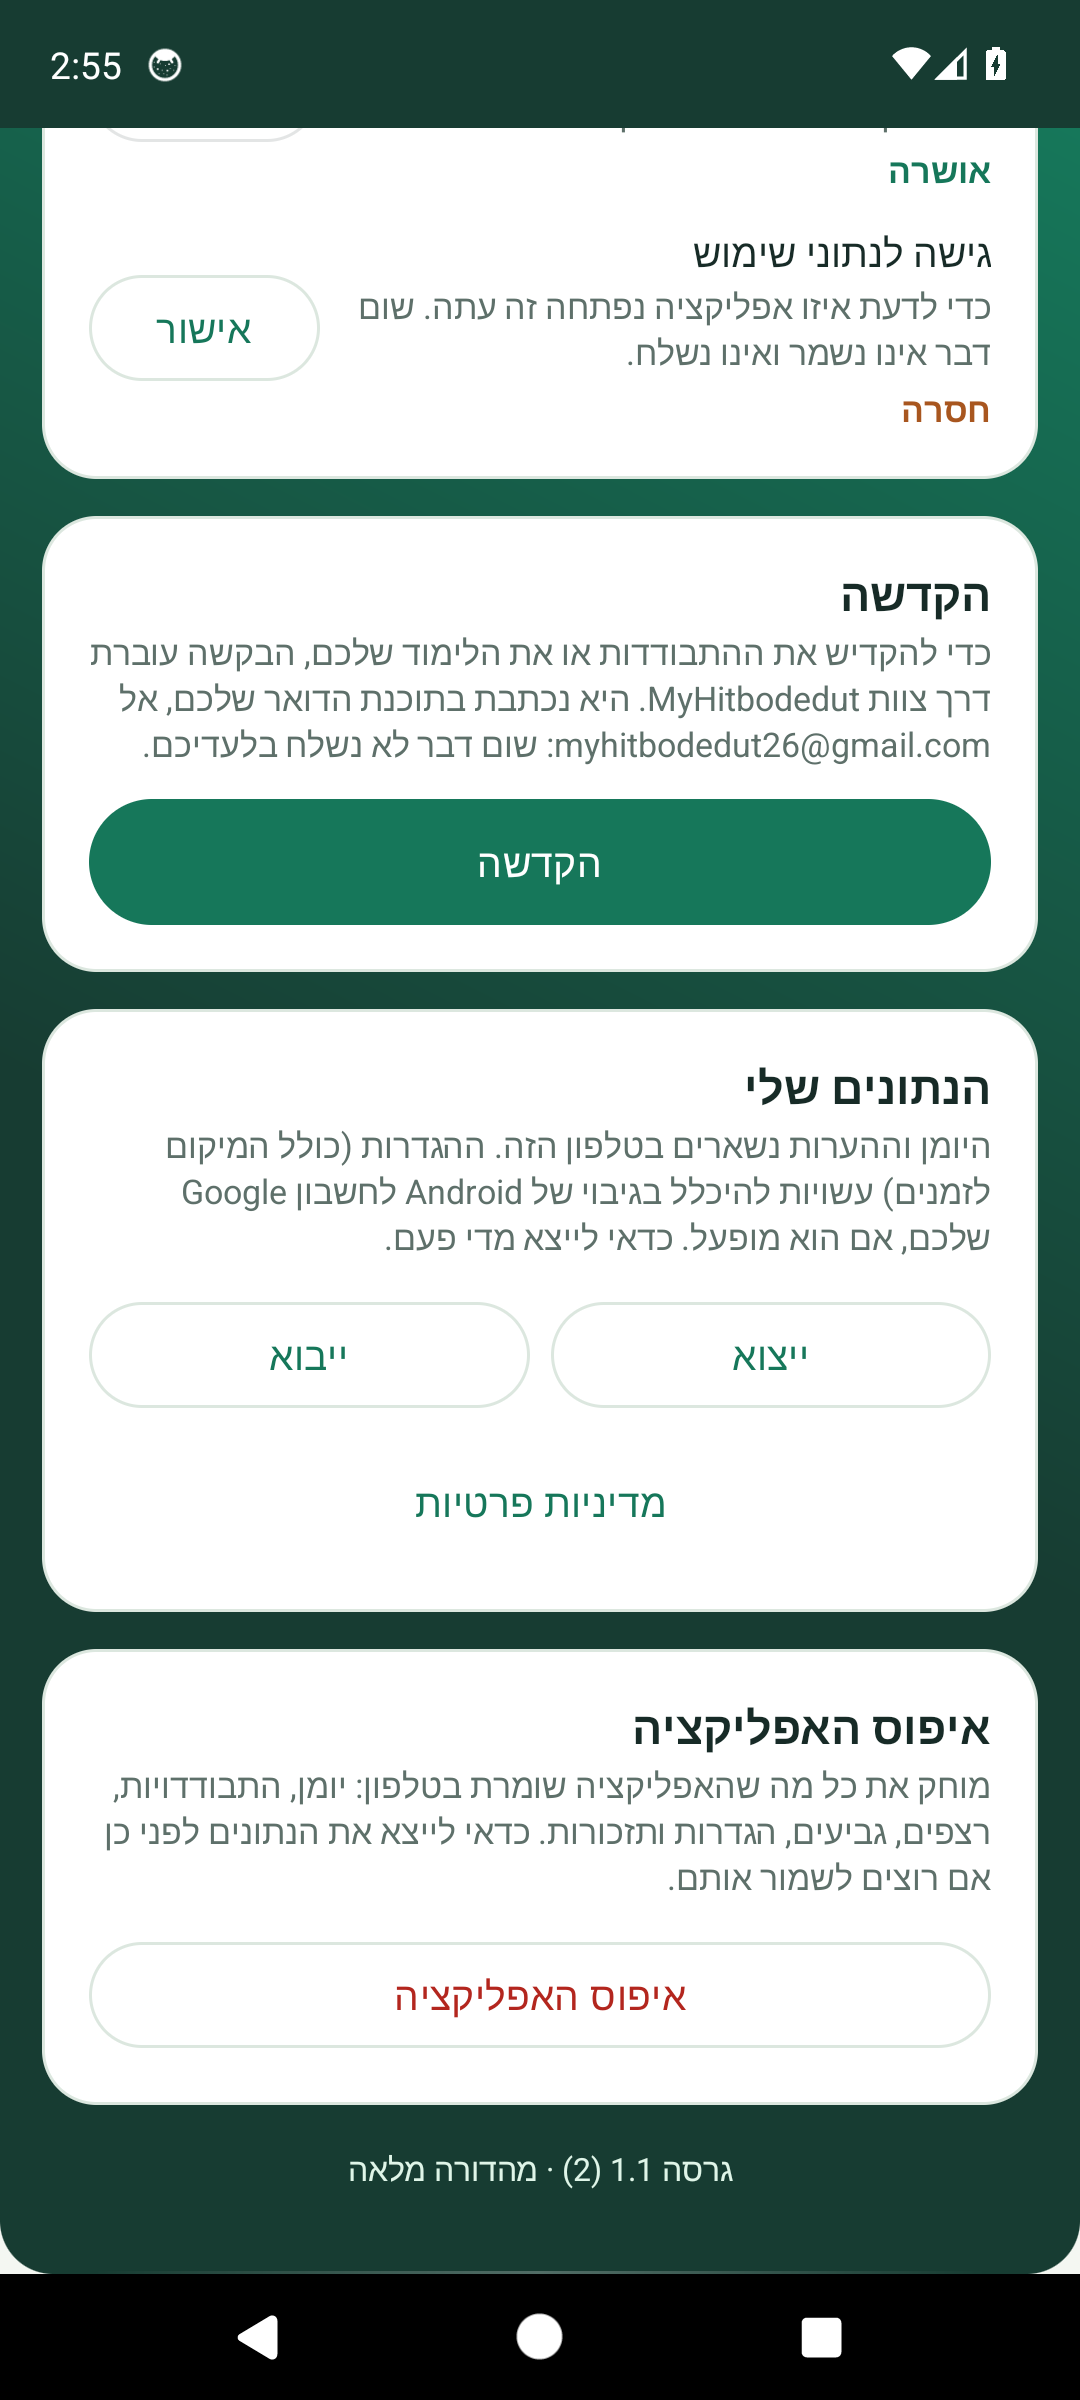 2:55
אושרה
גישה לנתוני שימוש
כדי לדעת איזו אפליקציה נפתחה זה עתה. שום
דבר אינו נשמר ואינו נשלח.
אישור
חסרה
הקדשה
כדי להקדיש את ההתבודדות או את הלימוד שלכם, הבקשה עוברת
דרך צוות MyHitbodedut. היא נכתבת בתוכנת הדואר שלכם, אל
myhitbodedut26@gmail.com: שום דבר לא נשלח בלעדיכם.
הקדשה
הנתונים שלי
היומן וההערות נשארים בטלפון הזה. ההגדרות (כולל המיקום
לזמנים) עשויות להיכלל בגיבוי של Android לחשבון Google
שלכם, אם הוא מופעל. כדאי לייצא מדי פעם.
ייצוא
ייבוא
מדיניות פרטיות
איפוס האפליקציה
מוחק את כל מה שהאפליקציה שומרת בטלפון: יומן, התבודדויות,
רצפים, גביעים, הגדרות ותזכורות. כדאי לייצא את הנתונים לפני כן
אם רוצים לשמור אותם.
איפוס האפליקציה
גרסה 1.1 (2) · מהדורה מלאה